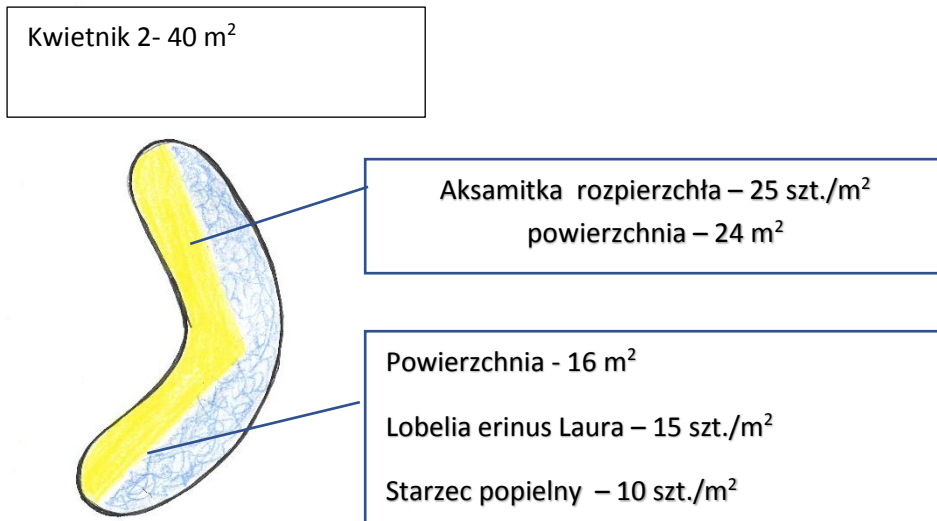 Kwietnik 2- 40 m²
Aksamitka rozpierzchła – 25 szt./m²
powierzchnia – 24 m²
Powierzchnia - 16 m²
Lobelia erinus Laura – 15 szt./m²
Starzec popielny – 10 szt./m²